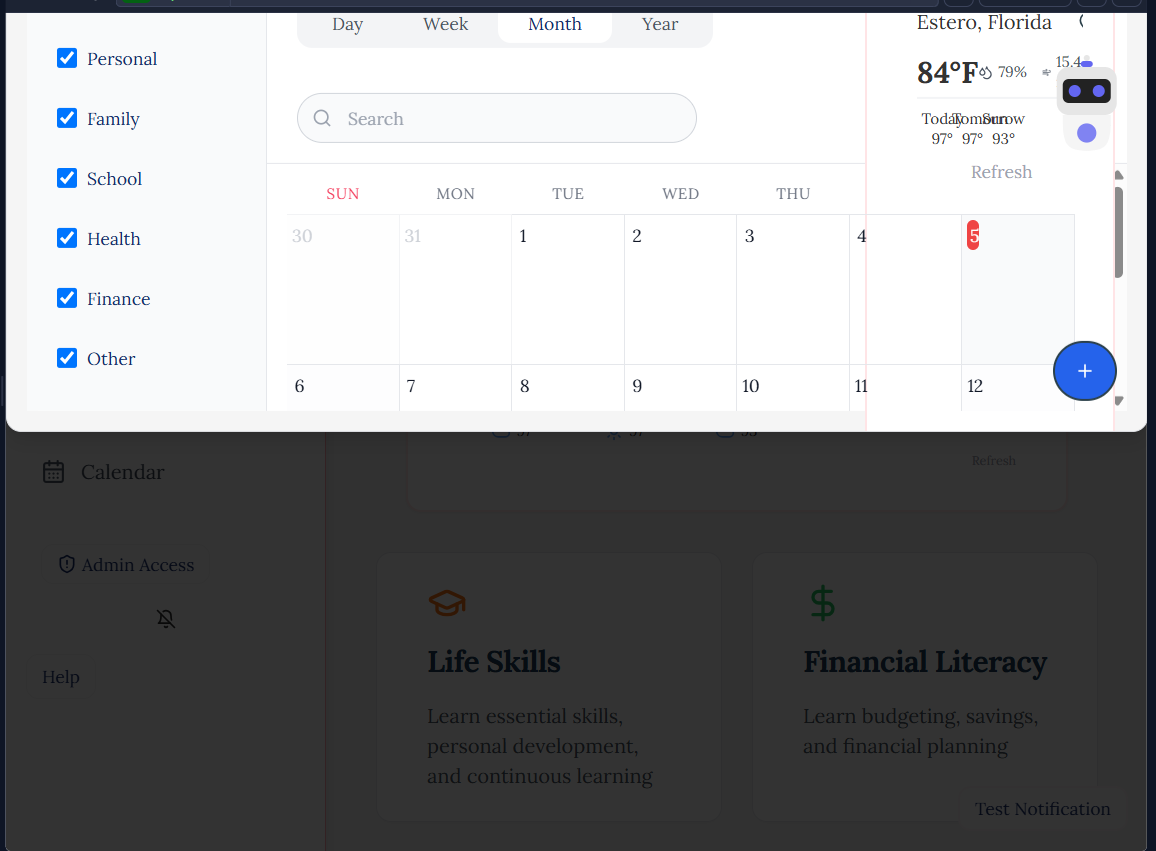 Day Week Month Year
Estero, Florida
Personal
84°F 79% 15.4
Family
Search
Today Tomorrow Sun
97° 97° 93°
School
Refresh
SUN MON TUE WED THU
Health
30 31 1 2 3 4 5
Finance
Other
6 7 8 9 10 11 12
Calendar
Refresh
Admin Access
Help
Life Skills
Learn essential skills,
personal development,
and continuous learning
Financial Literacy
Learn budgeting, savings,
and financial planning
Test Notification